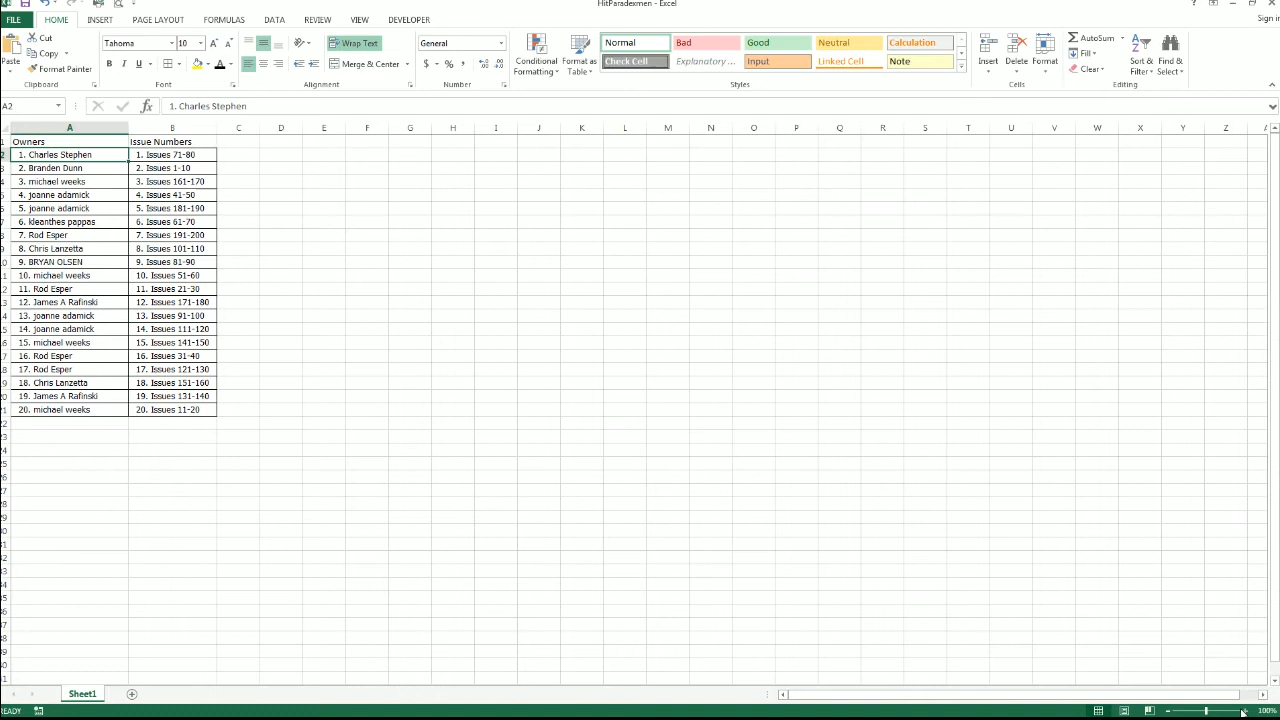 HitParadexmen - Excel
Sign in
FILE HOME INSERT PAGE LAYOUT FORMULAS DATA REVIEW VIEW DEVELOPER
Cut
Copy
Format Painter
Paste
Clipboard
Tahoma 10
B I U
Font
Wrap Text
Merge & Center
Alignment
General
$ % ,
Number
Conditional Formatting
Format as Table
Normal Bad Good Neutral Calculation
Check Cell Explanatory ... Input Linked Cell Note
Styles
Insert Delete Format
Cells
AutoSum
Fill
Clear
Sort & Filter
Find & Select
Editing
A2 fx 1. Charles Stephen
A B C D E F G H I J K L M N O P Q R S T U V W X Y Z
Owners Issue Numbers
1. Charles Stephen 1. Issues 71-80
2. Branden Dunn 2. Issues 1-10
3. michael weeks 3. Issues 161-170
4. joanne adamick 4. Issues 41-50
5. joanne adamick 5. Issues 181-190
6. kleanthes pappas 6. Issues 61-70
7. Rod Esper 7. Issues 191-200
8. Chris Lanzetta 8. Issues 101-110
9. BRYAN OLSEN 9. Issues 81-90
10. michael weeks 10. Issues 51-60
11. Rod Esper 11. Issues 21-30
12. James A Rafinski 12. Issues 171-180
13. joanne adamick 13. Issues 91-100
14. joanne adamick 14. Issues 111-120
15. michael weeks 15. Issues 141-150
16. Rod Esper 16. Issues 31-40
17. Rod Esper 17. Issues 121-130
18. Chris Lanzetta 18. Issues 151-160
19. James A Rafinski 19. Issues 131-140
20. michael weeks 20. Issues 11-20
Sheet1
READY
100%